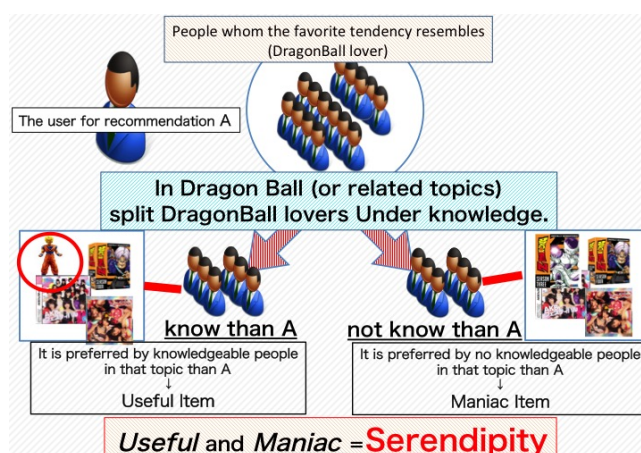 People whom the favorite tendency resembles
(DragonBall lover)
The user for recommendation A
In Dragon Ball (or related topics)
split DragonBall lovers Under knowledge.
know than A
not know than A
It is preferred by knowledgeable people
in that topic than A
↓
Useful Item
It is preferred by no knowledgeable people
in that topic than A
↓
Maniac Item
Useful and Maniac = Serendipity